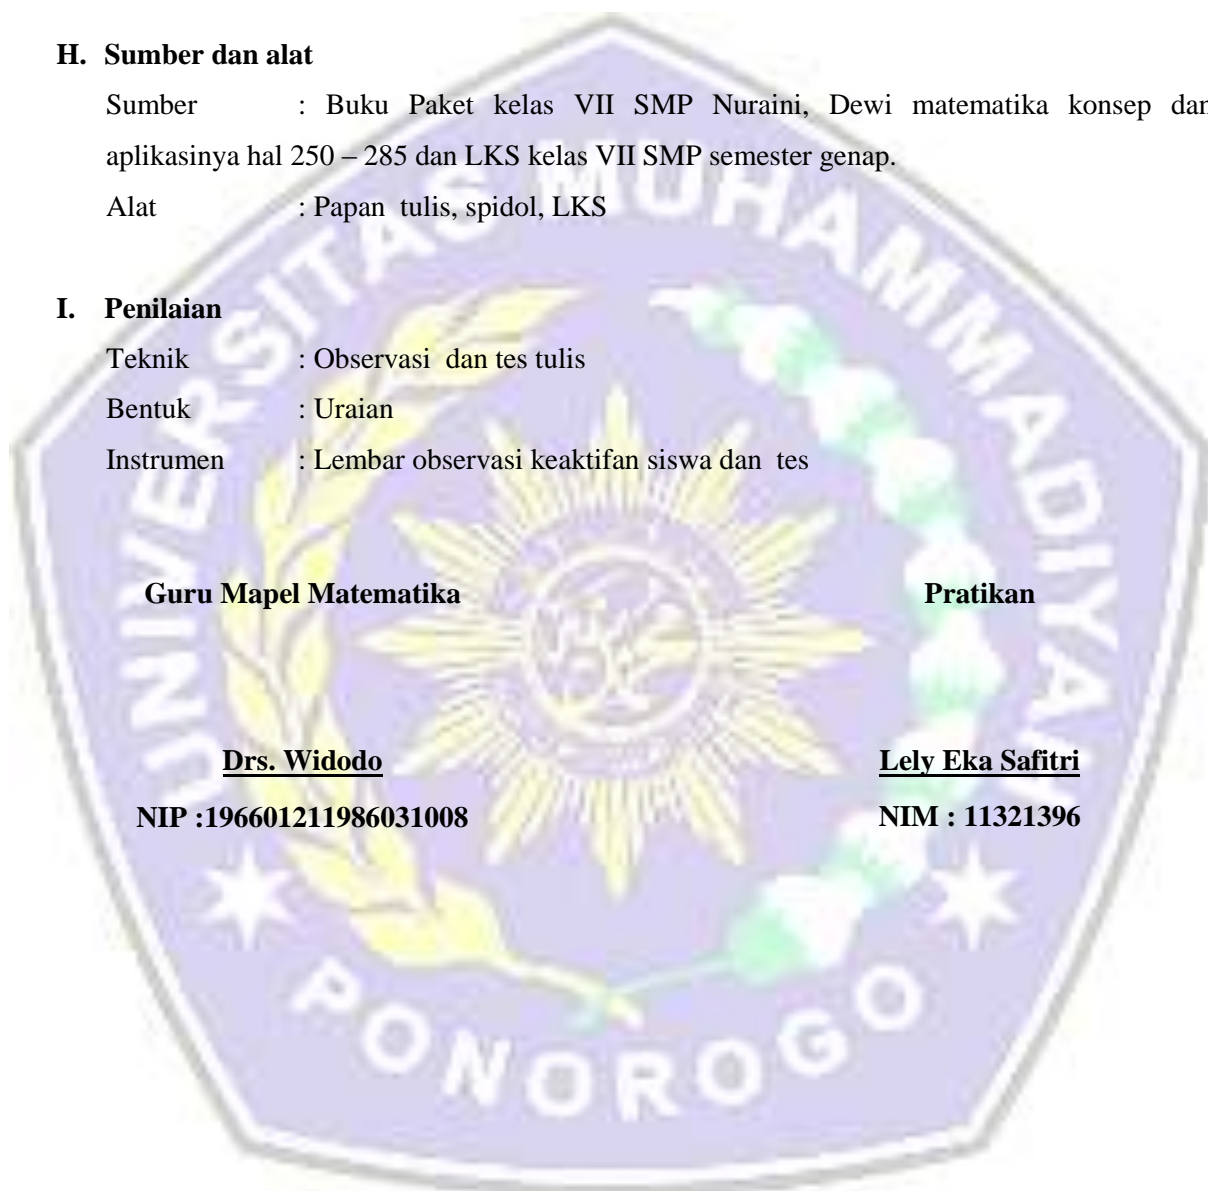 H. Sumber dan alat
Sumber : Buku Paket kelas VII SMP Nuraini, Dewi matematika konsep dan
aplikasinya hal 250 – 285 dan LKS kelas VII SMP semester genap.
Alat : Papan tulis, spidol, LKS
I. Penilaian
Teknik : Observasi dan tes tulis
Bentuk : Uraian
Instrumen : Lembar observasi keaktifan siswa dan tes
Guru Mapel Matematika Pratikan
Drs. Widodo Lely Eka Safitri
NIP :196601211986031008 NIM : 11321396
UNIVERSITAS MUHAMMADIYAH
PONOROGO